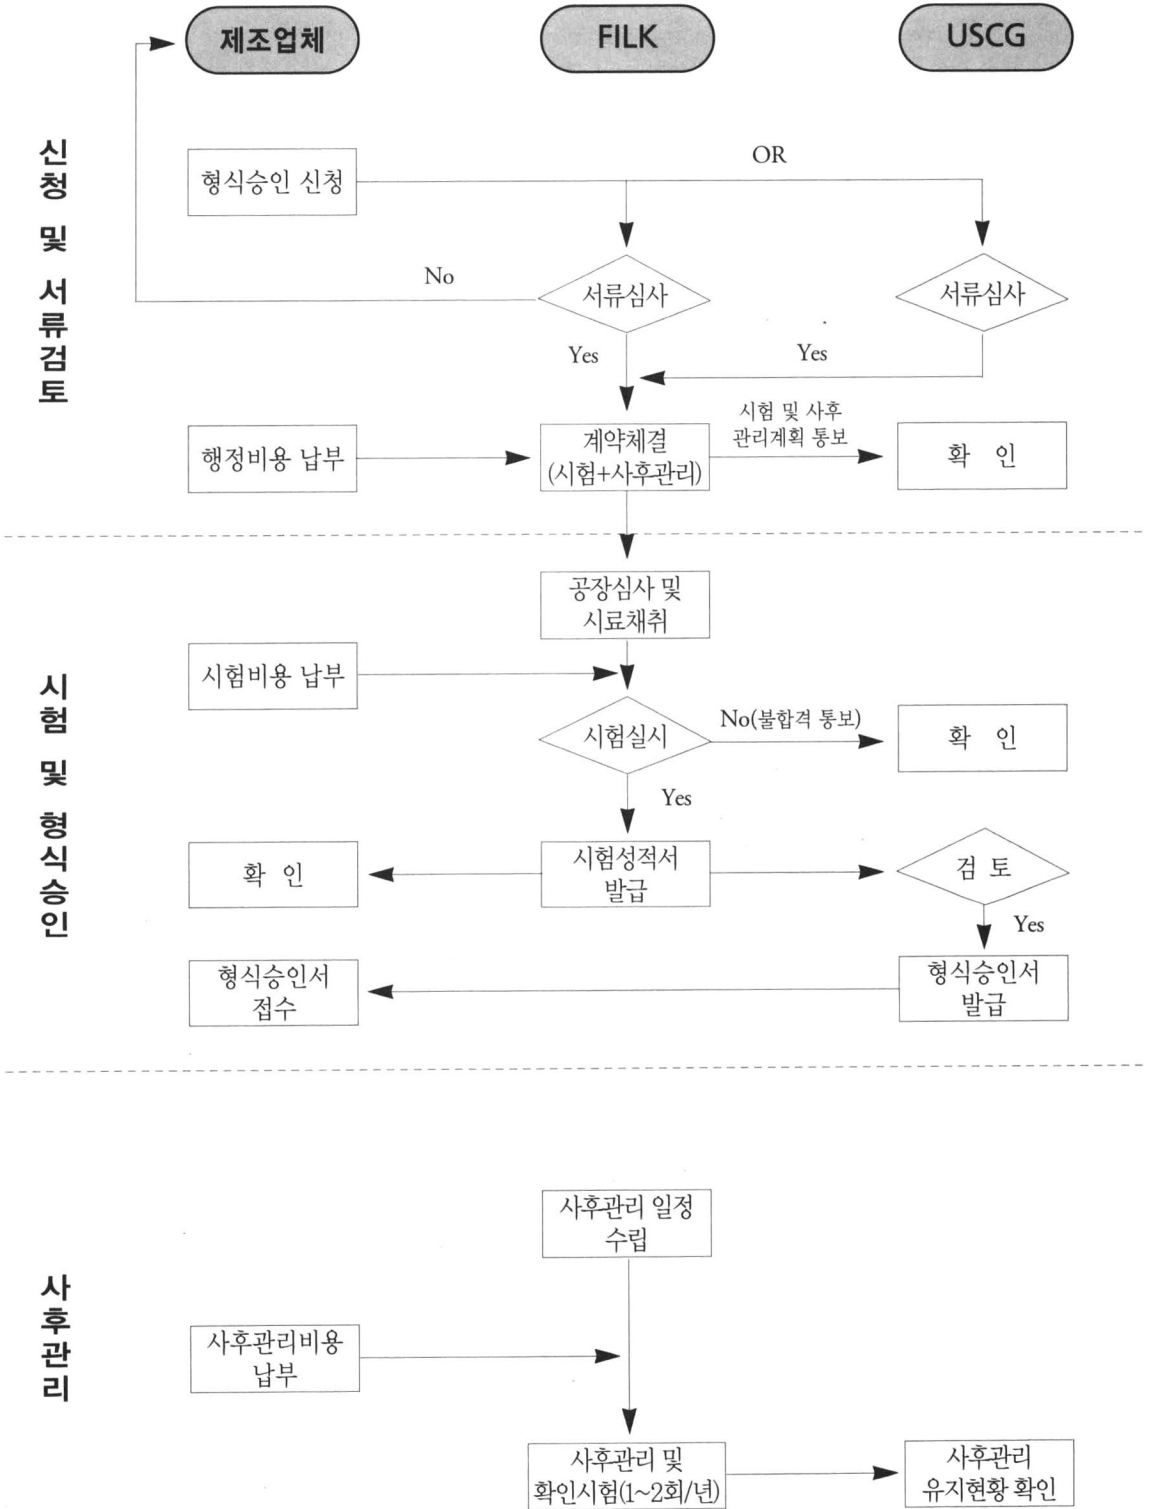 제조업체
FILK
USCG
신청 및 서류검토
형식승인 신청
OR
No
서류심사
서류심사
Yes
Yes
행정비용 납부
계약체결
(시험+사후관리)
시험 및 사후
관리계획 통보
확 인
시험 및 형식승인
공장심사 및
시료채취
시험비용 납부
시험실시
No(불합격 통보)
확 인
Yes
확 인
시험성적서
발급
검 토
Yes
형식승인서
접수
형식승인서
발급
사후관리
사후관리 일정
수립
사후관리비용
납부
사후관리 및
확인시험(1~2회/년)
사후관리
유지현황 확인